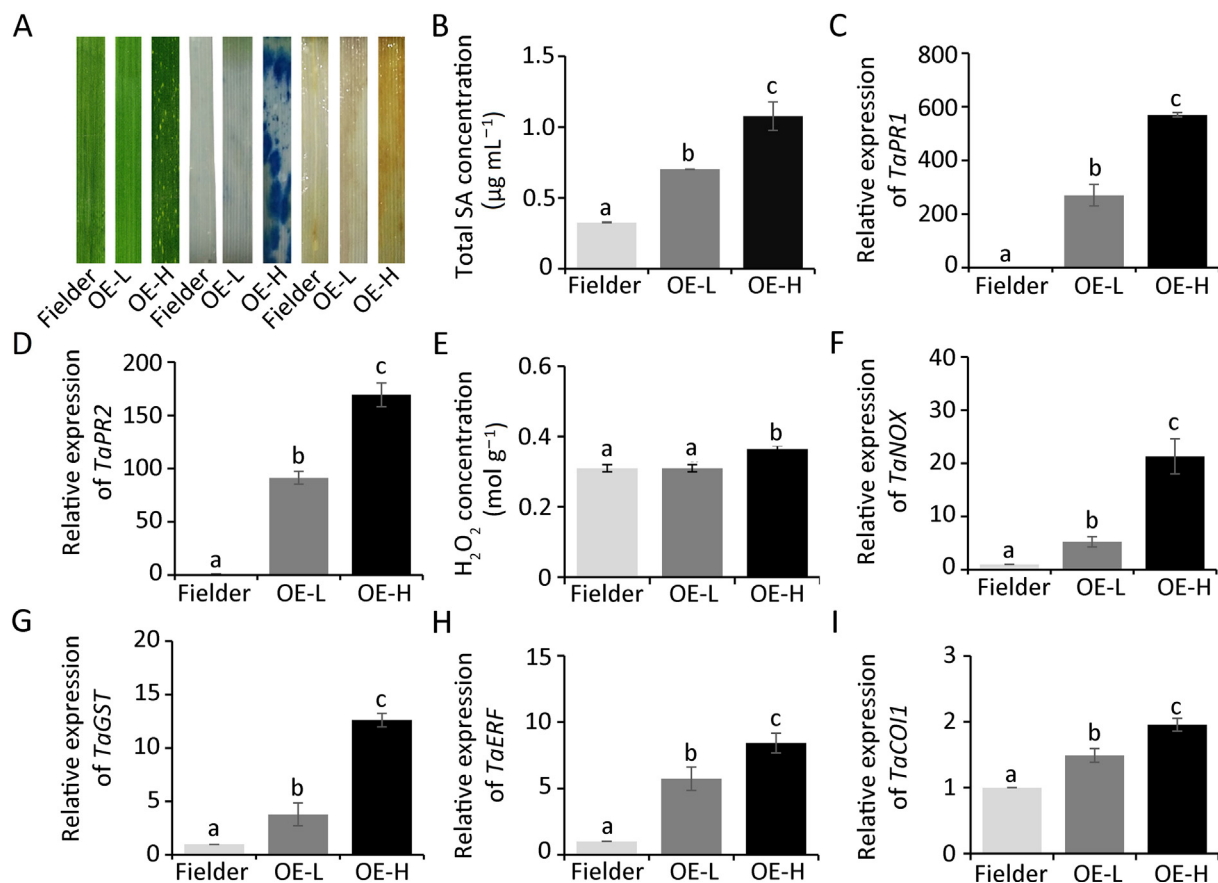 A
Fielder
OE-L
OE-H
Fielder
OE-L
OE-H
Fielder
OE-L
OE-H
B
Total SA concentration
(µg mL⁻¹)
1.5
1.0
0.5
0
a
b
c
Fielder
OE-L
OE-H
C
Relative expression
of TaPR1
800
600
400
200
0
a
b
c
Fielder
OE-L
OE-H
D
Relative expression
of TaPR2
200
150
100
50
0
a
b
c
Fielder
OE-L
OE-H
E
H₂O₂ concentration
(mol g⁻¹)
0.6
0.4
0.2
0
a
a
b
Fielder
OE-L
OE-H
F
Relative expression
of TaNOX
40
30
20
10
0
a
b
c
Fielder
OE-L
OE-H
G
Relative expression
of TaGST
20
15
10
5
0
a
b
c
Fielder
OE-L
OE-H
H
Relative expression
of TaERF
15
10
5
0
a
b
c
Fielder
OE-L
OE-H
I
Relative expression
of TaCOI1
3
2
1
0
a
b
c
Fielder
OE-L
OE-H